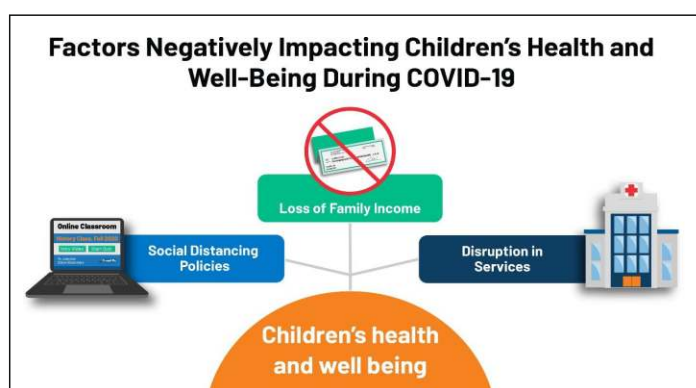 Factors Negatively Impacting Children's Health and
Well-Being During COVID-19
Loss of Family Income
Online Classroom
Social Distancing
Policies
Disruption in
Services
Children's health
and well being